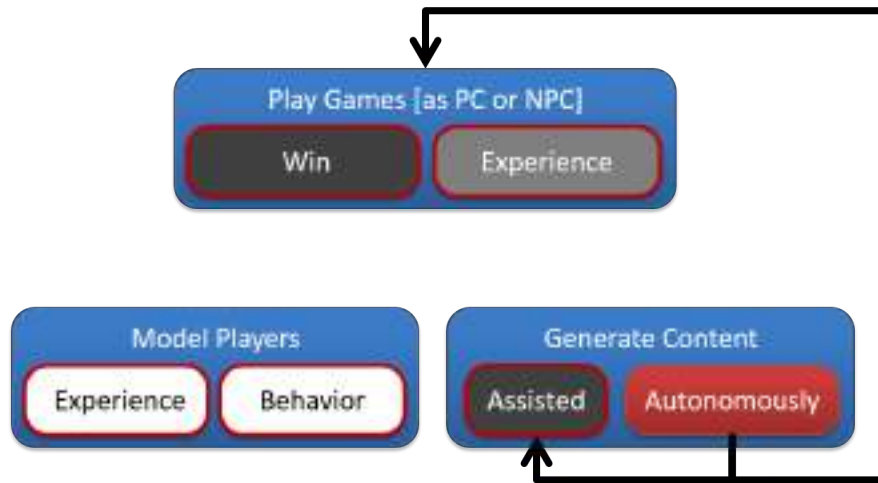 Play Games [as PC or NPC]
Win Experience
Model Players
Experience Behavior
Generate Content
Assisted Autonomously